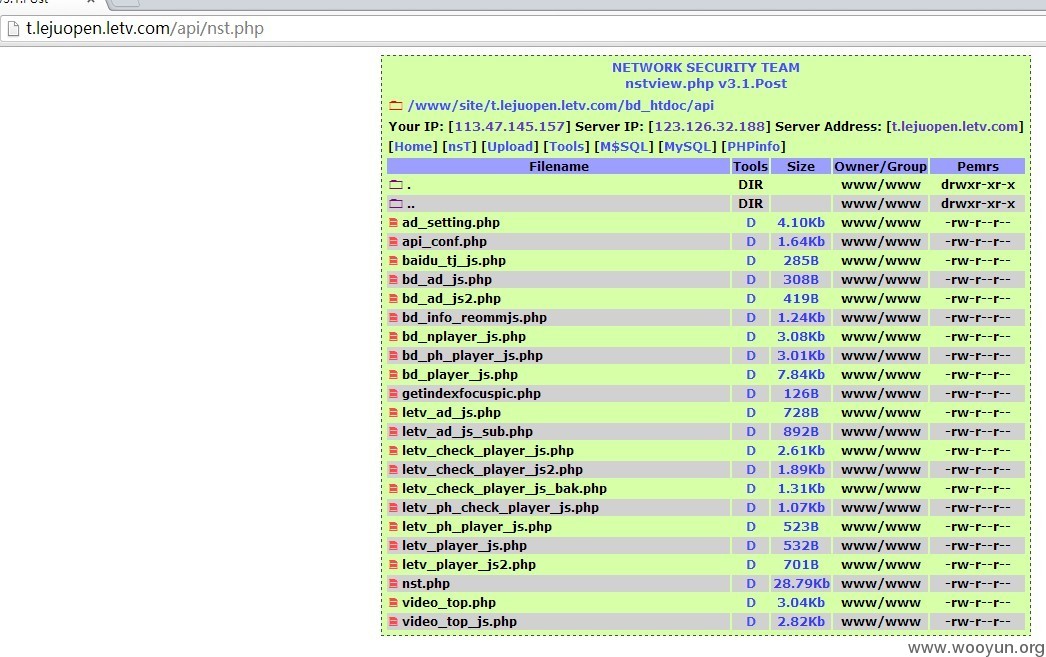 t.lejuopen.letv.com/api/nst.php
NETWORK SECURITY TEAM
nstview.php v3.1.Post
/www/site/t.lejuopen.letv.com/bd_htdoc/api
Your IP: [113.47.145.157] Server IP: [123.126.32.188] Server Address: [t.lejuopen.letv.com]
[Home] [nsT] [Upload] [Tools] [M$SQL] [MySQL] [PHPinfo]
Filename Tools Size Owner/Group Pemrs
. DIR www/www drwxr-xr-x
.. DIR www/www drwxr-xr-x
ad_setting.php D 4.10Kb www/www -rw-r--r--
api_conf.php D 1.64Kb www/www -rw-r--r--
baidu_tj_js.php D 285B www/www -rw-r--r--
bd_ad_js.php D 308B www/www -rw-r--r--
bd_ad_js2.php D 419B www/www -rw-r--r--
bd_info_reommjs.php D 1.24Kb www/www -rw-r--r--
bd_nplayer_js.php D 3.08Kb www/www -rw-r--r--
bd_ph_player_js.php D 3.01Kb www/www -rw-r--r--
bd_player_js.php D 7.84Kb www/www -rw-r--r--
getindexfocuspic.php D 126B www/www -rw-r--r--
letv_ad_js.php D 728B www/www -rw-r--r--
letv_ad_js_sub.php D 892B www/www -rw-r--r--
letv_check_player_js.php D 2.61Kb www/www -rw-r--r--
letv_check_player_js2.php D 1.89Kb www/www -rw-r--r--
letv_check_player_js_bak.php D 1.31Kb www/www -rw-r--r--
letv_ph_check_player_js.php D 1.07Kb www/www -rw-r--r--
letv_ph_player_js.php D 523B www/www -rw-r--r--
letv_player_js.php D 532B www/www -rw-r--r--
letv_player_js2.php D 701B www/www -rw-r--r--
nst.php D 28.79Kb www/www -rw-r--r--
video_top.php D 3.04Kb www/www -rw-r--r--
video_top_js.php D 2.82Kb www/www -rw-r--r--
www.wooyun.org